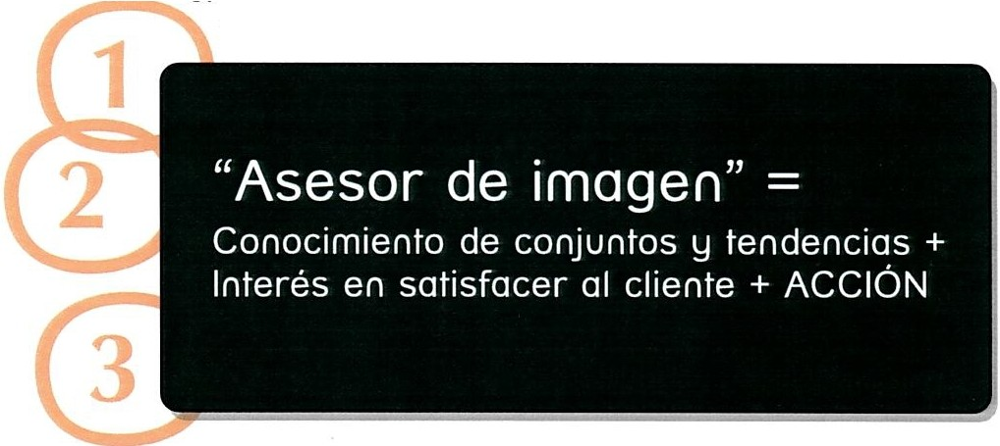 1
2
3
“Asesor de imagen” =
Conocimiento de conjuntos y tendencias +
Interés en satisfacer al cliente + ACCIÓN